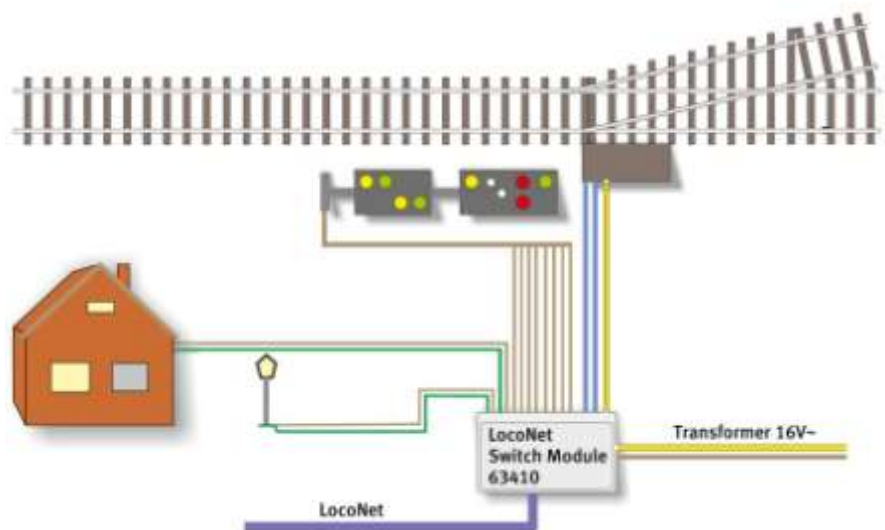 Transformer 16V~
LocoNet
Switch Module
63410
LocoNet